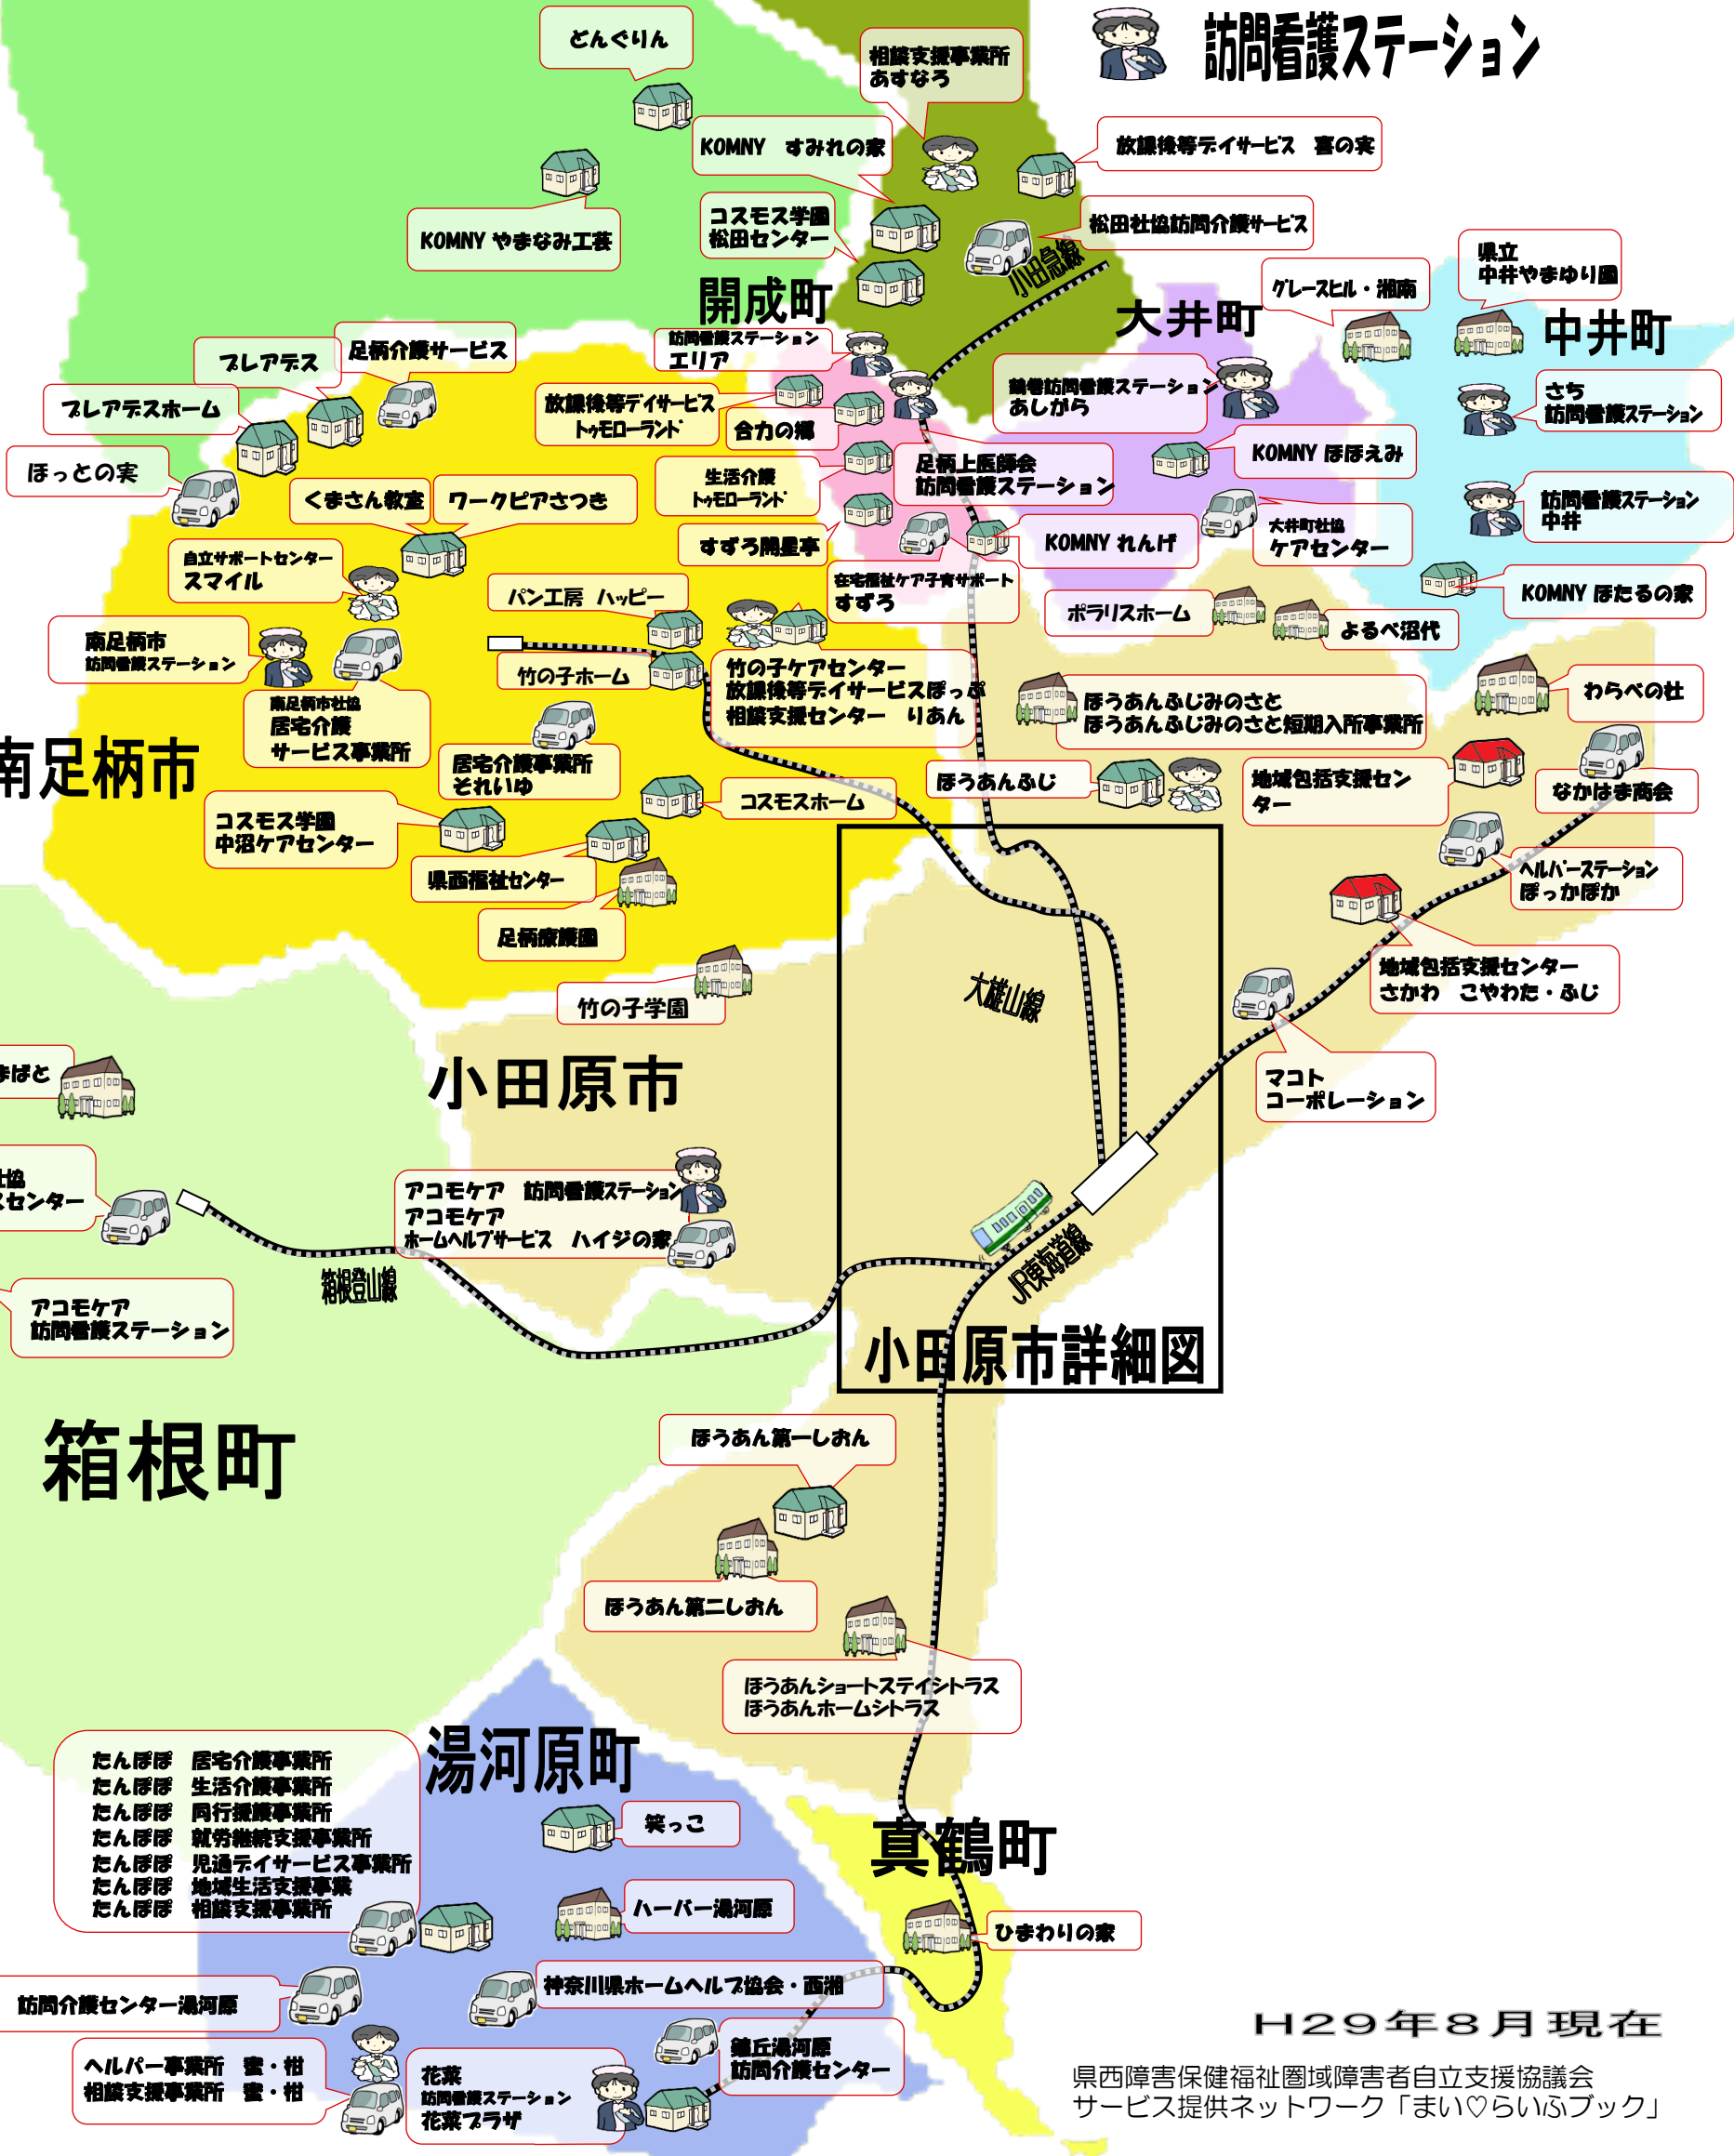 訪問看護ステーション
どんぐりん
相談支援事業所
あすなろ
KOMNY すみれの家
放課後等デイサービス 喜の実
KOMNY やまなみ工芸
コスモス学園
松田センター
松田社協訪問介護サービス
小田急線
開成町
大井町
グレースヒル・湘南
県立
中井やまゆり園
中井町
訪問看護ステーション
エリア
足柄介護サービス
プレアデス
プレアデスホーム
ほっとの実
放課後等デイサービス
トゥモローランド
合力の郷
鶴巻訪問看護ステーション
あしがら
さち
訪問看護ステーション
KOMNY ほほえみ
足柄上医師会
訪問看護ステーション
生活介護
トゥモローランド
くまさん教室
ワークピアさつき
訪問看護ステーション
中井
すずろ開星亭
KOMNY れんげ
大井町社協
ケアセンター
自立サポートセンター
スマイル
在宅福祉ケア子育サポート
すずろ
パン工房 ハッピー
ポラリスホーム
よるべ沼代
KOMNY ほたるの家
南足柄市
訪問看護ステーション
竹の子ホーム
竹の子ケアセンター
放課後等デイサービスぽっぷ
相談支援センター りあん
南足柄市社協
居宅介護
サービス事業所
ほうあんふじみのさと
ほうあんふじみのさと短期入所事業所
わらべの杜
南足柄市
居宅介護事業所
それいゆ
コスモスホーム
ほうあんふじ
地域包括支援セン
ター
なかはま商会
コスモス学園
中沼ケアセンター
県西福祉センター
足柄療護園
ヘルパーステーション
ぽっかぽか
竹の子学園
大雄山線
地域包括支援センター
さかわ こやわた・ふじ
小田原市
まばと
マコト
コーポレーション
社協
スセンター
アコモケア 訪問看護ステーション
アコモケア
ホームヘルプサービス ハイジの家
箱根登山線
JR東海道線
アコモケア
訪問看護ステーション
小田原市詳細図
箱根町
ほうあん第一しおん
ほうあん第二しおん
ほうあんショートステイシトラス
ほうあんホームシトラス
湯河原町
たんぽぽ 居宅介護事業所
たんぽぽ 生活介護事業所
たんぽぽ 同行援護事業所
たんぽぽ 就労継続支援事業所
たんぽぽ 児通デイサービス事業所
たんぽぽ 地域生活支援事業
たんぽぽ 相談支援事業所
笑っこ
真鶴町
ハーバー湯河原
ひまわりの家
訪問介護センター湯河原
神奈川県ホームヘルプ協会・西湘
ヘルパー事業所 蜜・柑
相談支援事業所 蜜・柑
花菜
訪問看護ステーション
花菜プラザ
丘湯河原
訪問介護センター
H29年8月現在
県西障害保健福祉圏域障害者自立支援協議会
サービス提供ネットワーク「まい♡らいふブック」